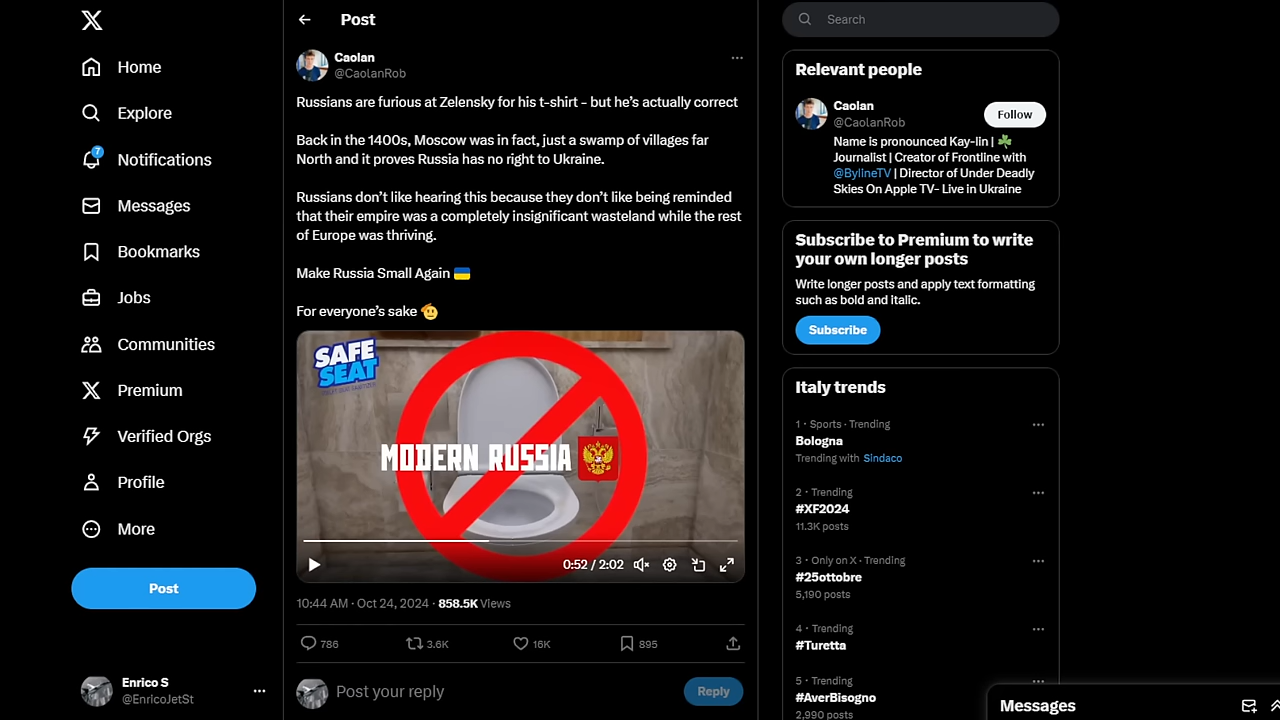 Home
Explore
7
Notifications
Messages
Bookmarks
Jobs
Communities
Premium
Verified Orgs
Profile
More
Post
Enrico S
@EnricoJetSt
Post
Caolan
@CaolanRob
Russians are furious at Zelensky for his t-shirt - but he’s actually correct
Back in the 1400s, Moscow was in fact, just a swamp of villages far
North and it proves Russia has no right to Ukraine.
Russians don’t like hearing this because they don’t like being reminded
that their empire was a completely insignificant wasteland while the rest
of Europe was thriving.
Make Russia Small Again 🇺🇦
For everyone’s sake 🫡
SAFE
SEAT
MODERN RUSSIA
0:52 / 2:02
10:44 AM · Oct 24, 2024 · 858.5K Views
786
3.6K
16K
895
Post your reply
Reply
Search
Relevant people
Caolan
@CaolanRob
Follow
Name is pronounced Kay-lin | ☘️
Journalist | Creator of Frontline with
@BylineTV | Director of Under Deadly
Skies On Apple TV- Live in Ukraine
Subscribe to Premium to write
your own longer posts
Write longer posts and apply text formatting
such as bold and italic.
Subscribe
Italy trends
1 · Sports · Trending
Bologna
Trending with Sindaco
2 · Trending
#XF2024
11.3K posts
3 · Only on X · Trending
#25ottobre
5,190 posts
4 · Trending
#Turetta
5 · Trending
#AverBisogno
2,990 posts
Messages